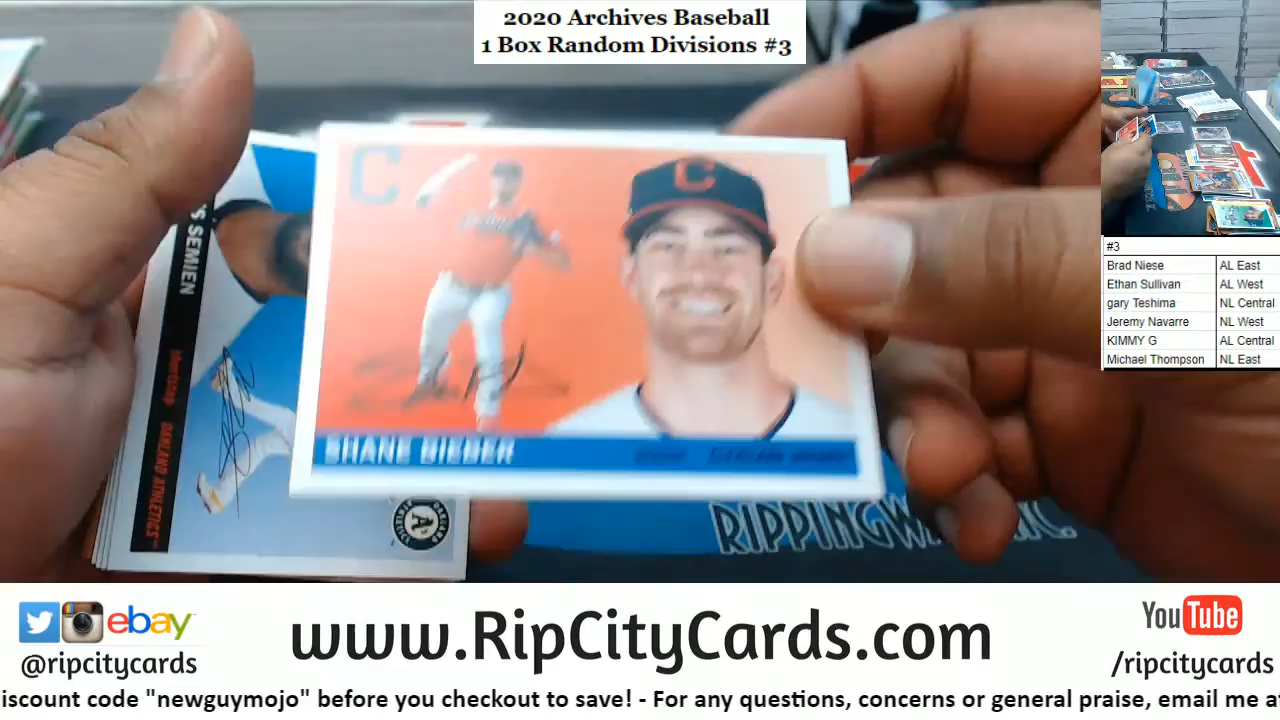 2020 Archives Baseball
1 Box Random Divisions #3
C
C
SHANE BIEBER
S SEMIEN
shortstop OAKLAND ATHLETICS™
RIPPINGW
#3
Brad Niese AL East
Ethan Sullivan AL West
gary Teshima NL Central
Jeremy Navarre NL West
KIMMY G AL Central
Michael Thompson NL East
ebay
@ripcitycards
www.RipCityCards.com
YouTube
/ripcitycards
iscount code "newguymojo" before you checkout to save! - For any questions, concerns or general praise, email me a